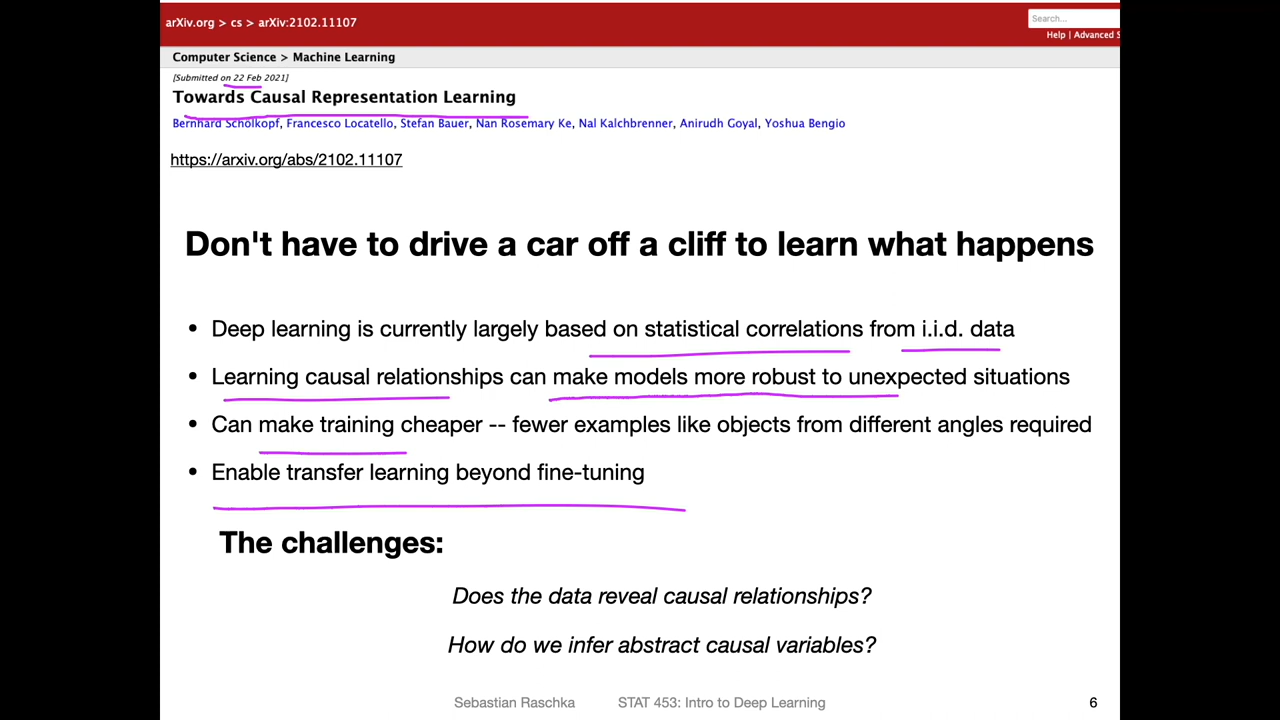 arXiv.org > cs > arXiv:2102.11107
Search...
Help | Advanced S
Computer Science > Machine Learning
[Submitted on 22 Feb 2021]
Towards Causal Representation Learning
Bernhard Schölkopf, Francesco Locatello, Stefan Bauer, Nan Rosemary Ke, Nal Kalchbrenner, Anirudh Goyal, Yoshua Bengio
https://arxiv.org/abs/2102.11107
Don't have to drive a car off a cliff to learn what happens
• Deep learning is currently largely based on statistical correlations from i.i.d. data
• Learning causal relationships can make models more robust to unexpected situations
• Can make training cheaper -- fewer examples like objects from different angles required
• Enable transfer learning beyond fine-tuning
The challenges:
Does the data reveal causal relationships?
How do we infer abstract causal variables?
Sebastian Raschka STAT 453: Intro to Deep Learning 6